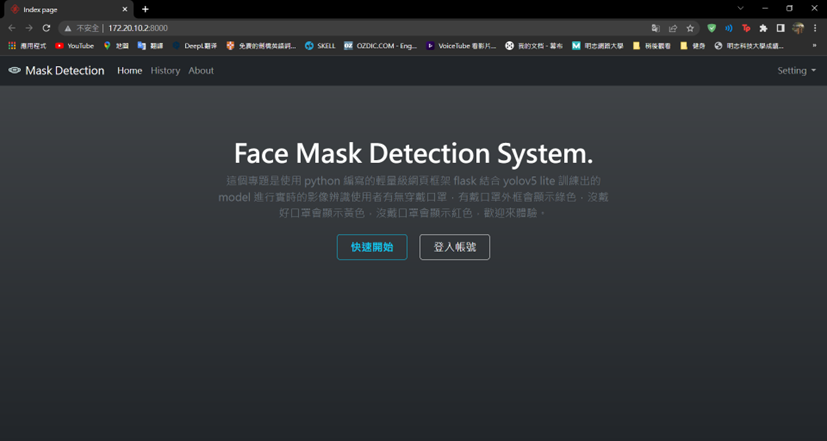 Index page
不安全 | 172.20.10.2:8000
應用程式 YouTube 地圖 翻譯 DeepL翻译 免費的劍橋英語詞... SKELL OZDIC.COM - Eng... VoiceTube 看影片... 我的文档 - 幕布 明志網路大學 稍後觀看 健身 明志科技大學成績... »
Mask Detection Home History About Setting
Face Mask Detection System.
這個專題是使用 python 編寫的輕量級網頁框架 flask 結合 yolov5 lite 訓練出的
model 進行實時的影像辨識使用者有無穿戴口罩，有戴口罩外框會顯示綠色，沒戴
好口罩會顯示黃色，沒戴口罩會顯示紅色，歡迎來體驗。
快速開始 登入帳號